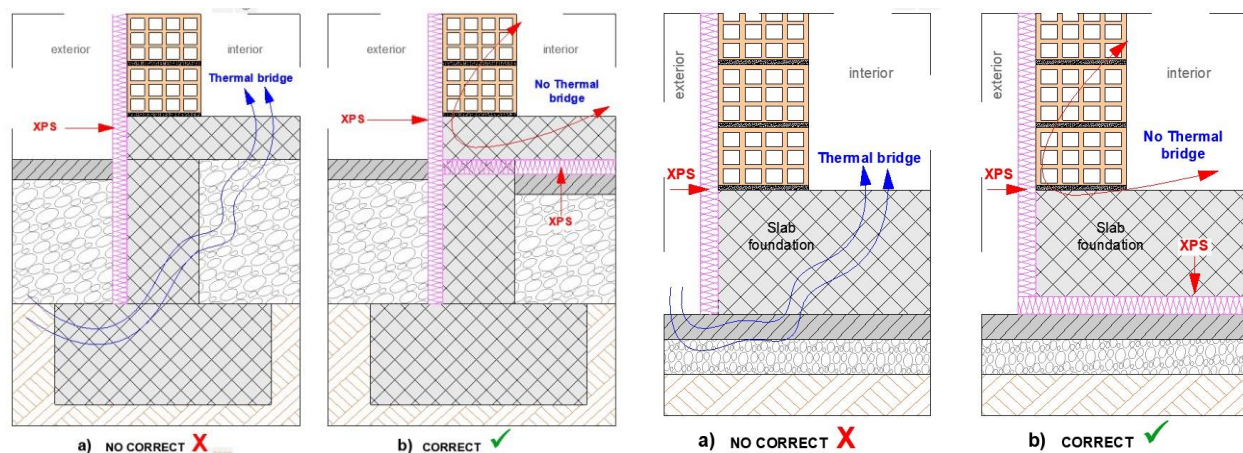 exterior
interior
Thermal bridge
XPS
a) NO CORRECT X
exterior
interior
No Thermal
bridge
XPS
XPS
b) CORRECT ✓
exterior
interior
Thermal bridge
XPS
Slab
foundation
a) NO CORRECT X
exterior
interior
No Thermal
bridge
XPS
Slab
foundation
XPS
b) CORRECT ✓